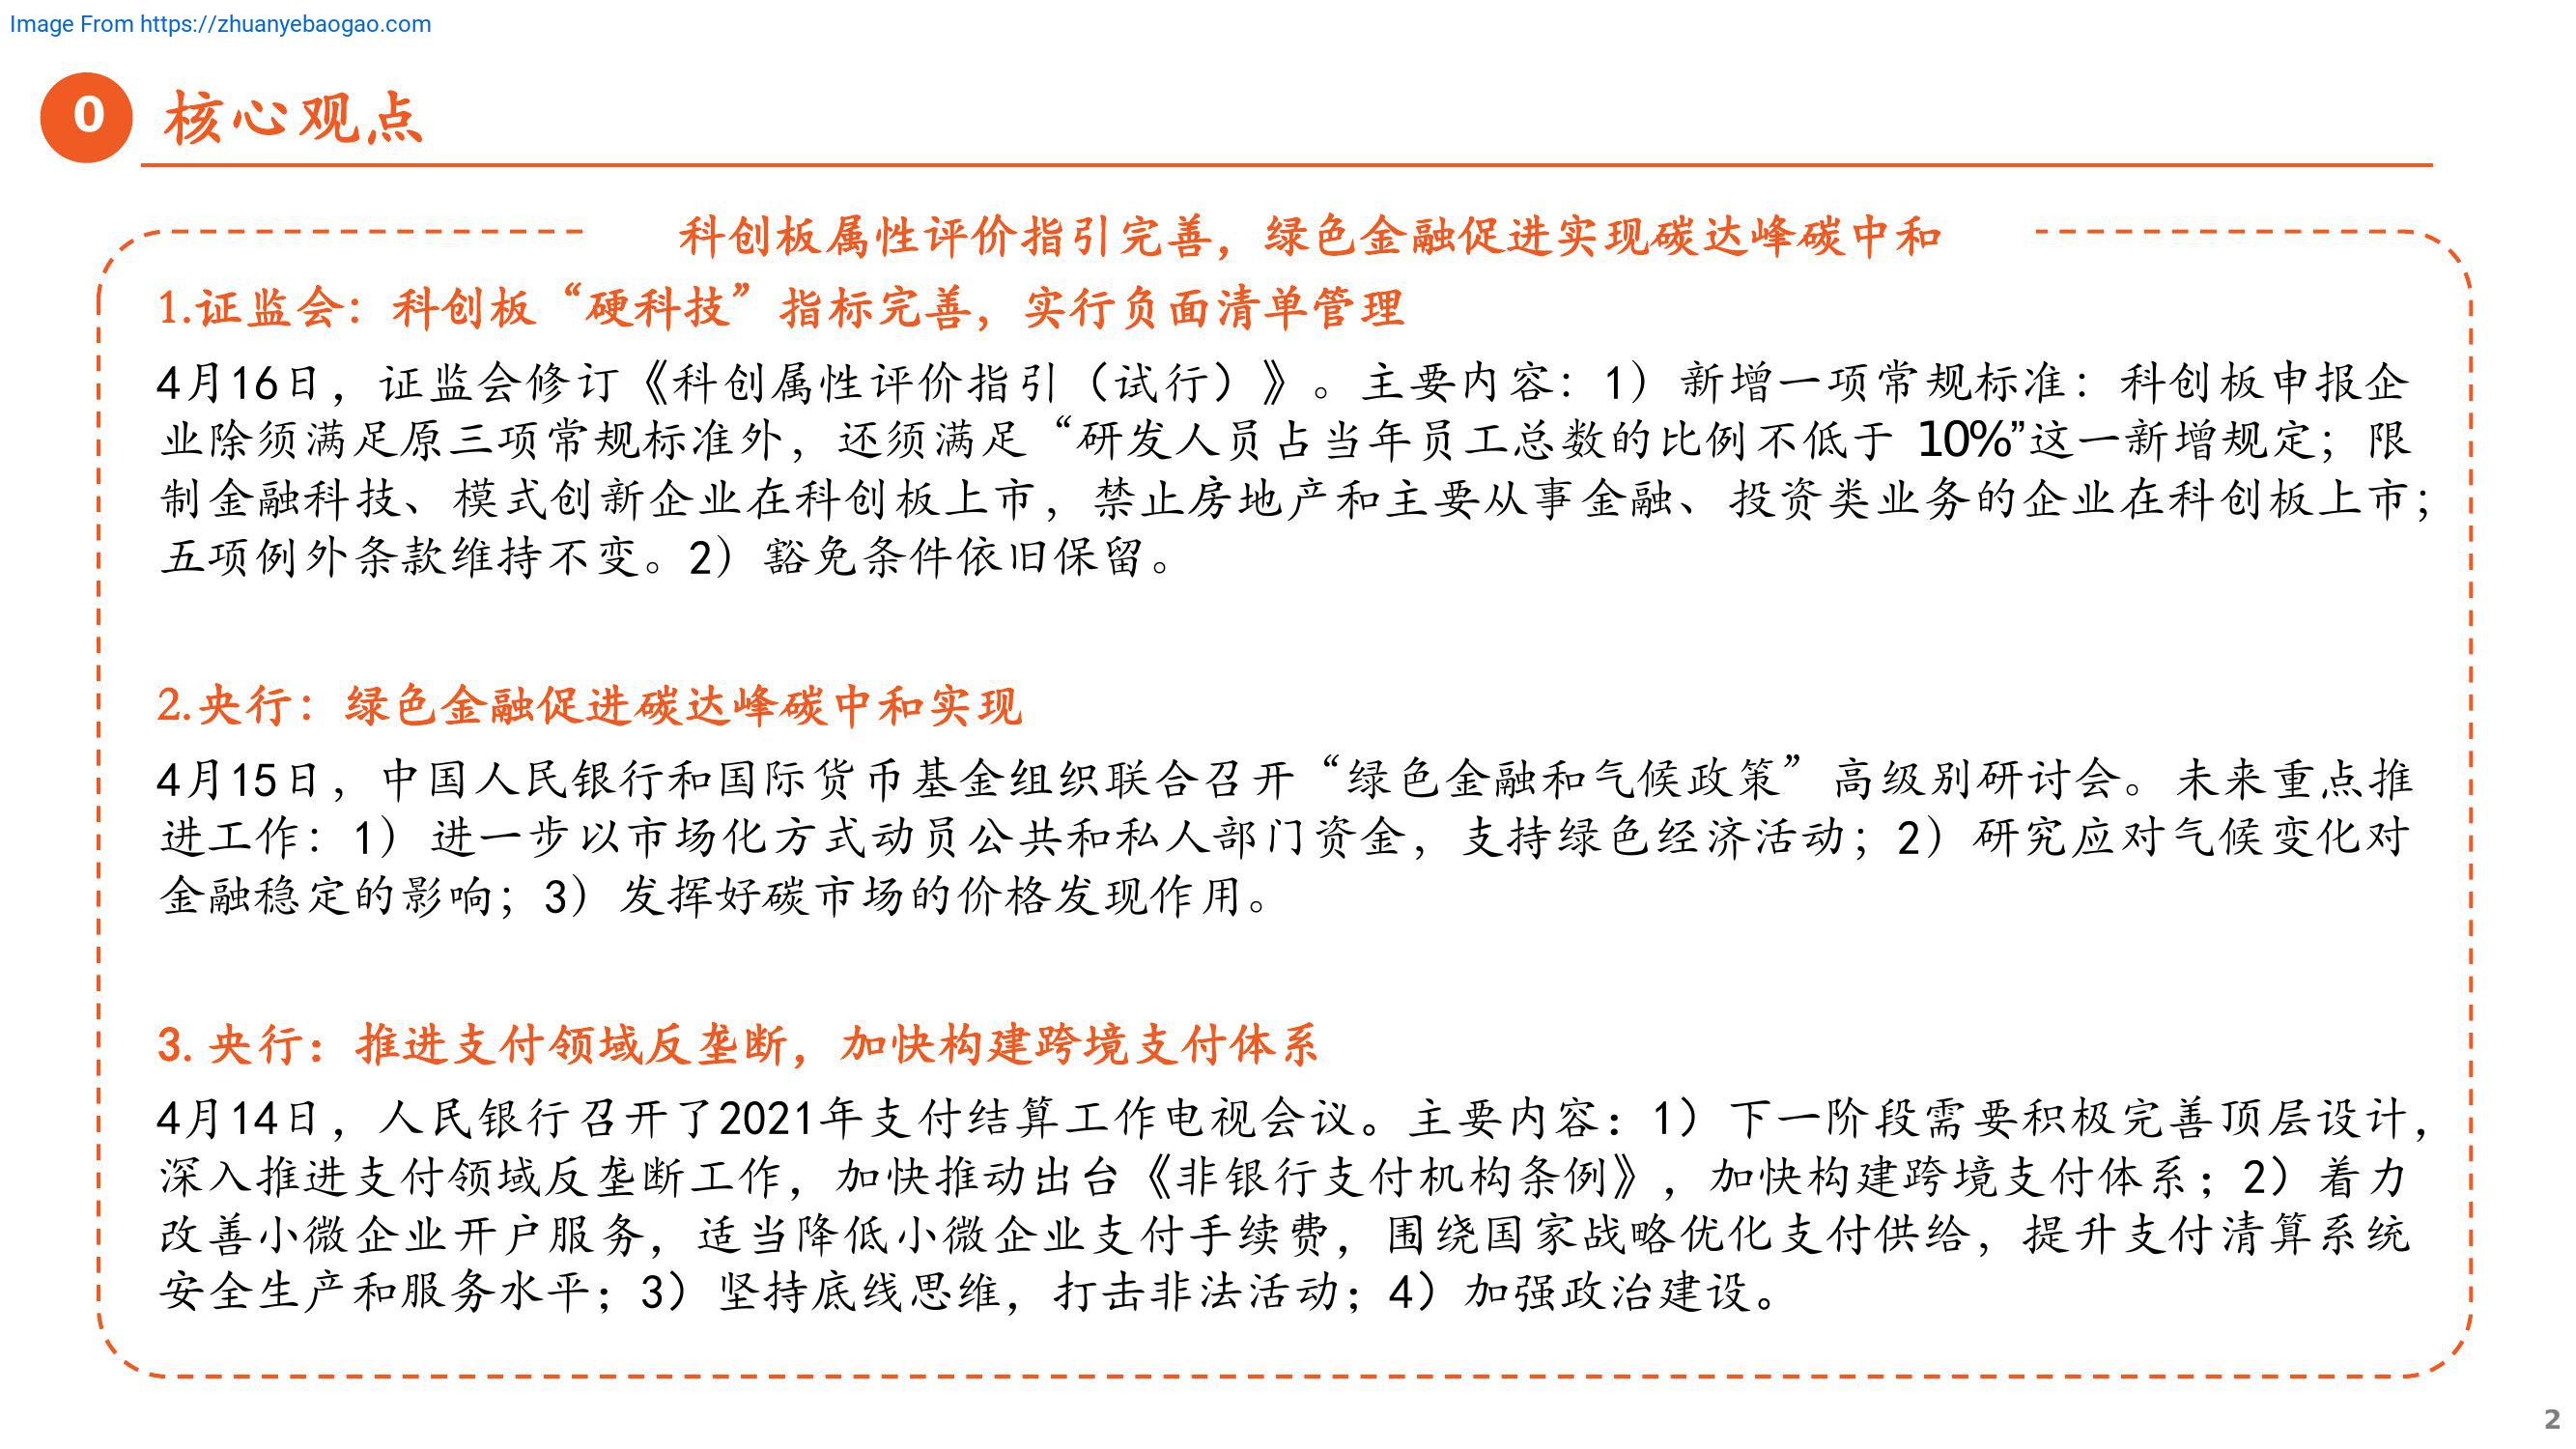 Image From https://zhuanyebaogao.com
0 核心观点
科创板属性评价指引完善，绿色金融促进实现碳达峰碳中和
1.证监会：科创板“硬科技”指标完善，实行负面清单管理
4月16日，证监会修订《科创属性评价指引（试行）》。主要内容：1）新增一项常规标准：科创板申报企
业除须满足原三项常规标准外，还须满足“研发人员占当年员工总数的比例不低于 10%”这一新增规定；限
制金融科技、模式创新企业在科创板上市，禁止房地产和主要从事金融、投资类业务的企业在科创板上市；
五项例外条款维持不变。2）豁免条件依旧保留。
2.央行：绿色金融促进碳达峰碳中和实现
4月15日，中国人民银行和国际货币基金组织联合召开“绿色金融和气候政策”高级别研讨会。未来重点推
进工作：1）进一步以市场化方式动员公共和私人部门资金，支持绿色经济活动；2）研究应对气候变化对
金融稳定的影响；3）发挥好碳市场的价格发现作用。
3. 央行：推进支付领域反垄断，加快构建跨境支付体系
4月14日，人民银行召开了2021年支付结算工作电视会议。主要内容：1）下一阶段需要积极完善顶层设计，
深入推进支付领域反垄断工作，加快推动出台《非银行支付机构条例》，加快构建跨境支付体系；2）着力
改善小微企业开户服务，适当降低小微企业支付手续费，围绕国家战略优化支付供给，提升支付清算系统
安全生产和服务水平；3）坚持底线思维，打击非法活动；4）加强政治建设。
2